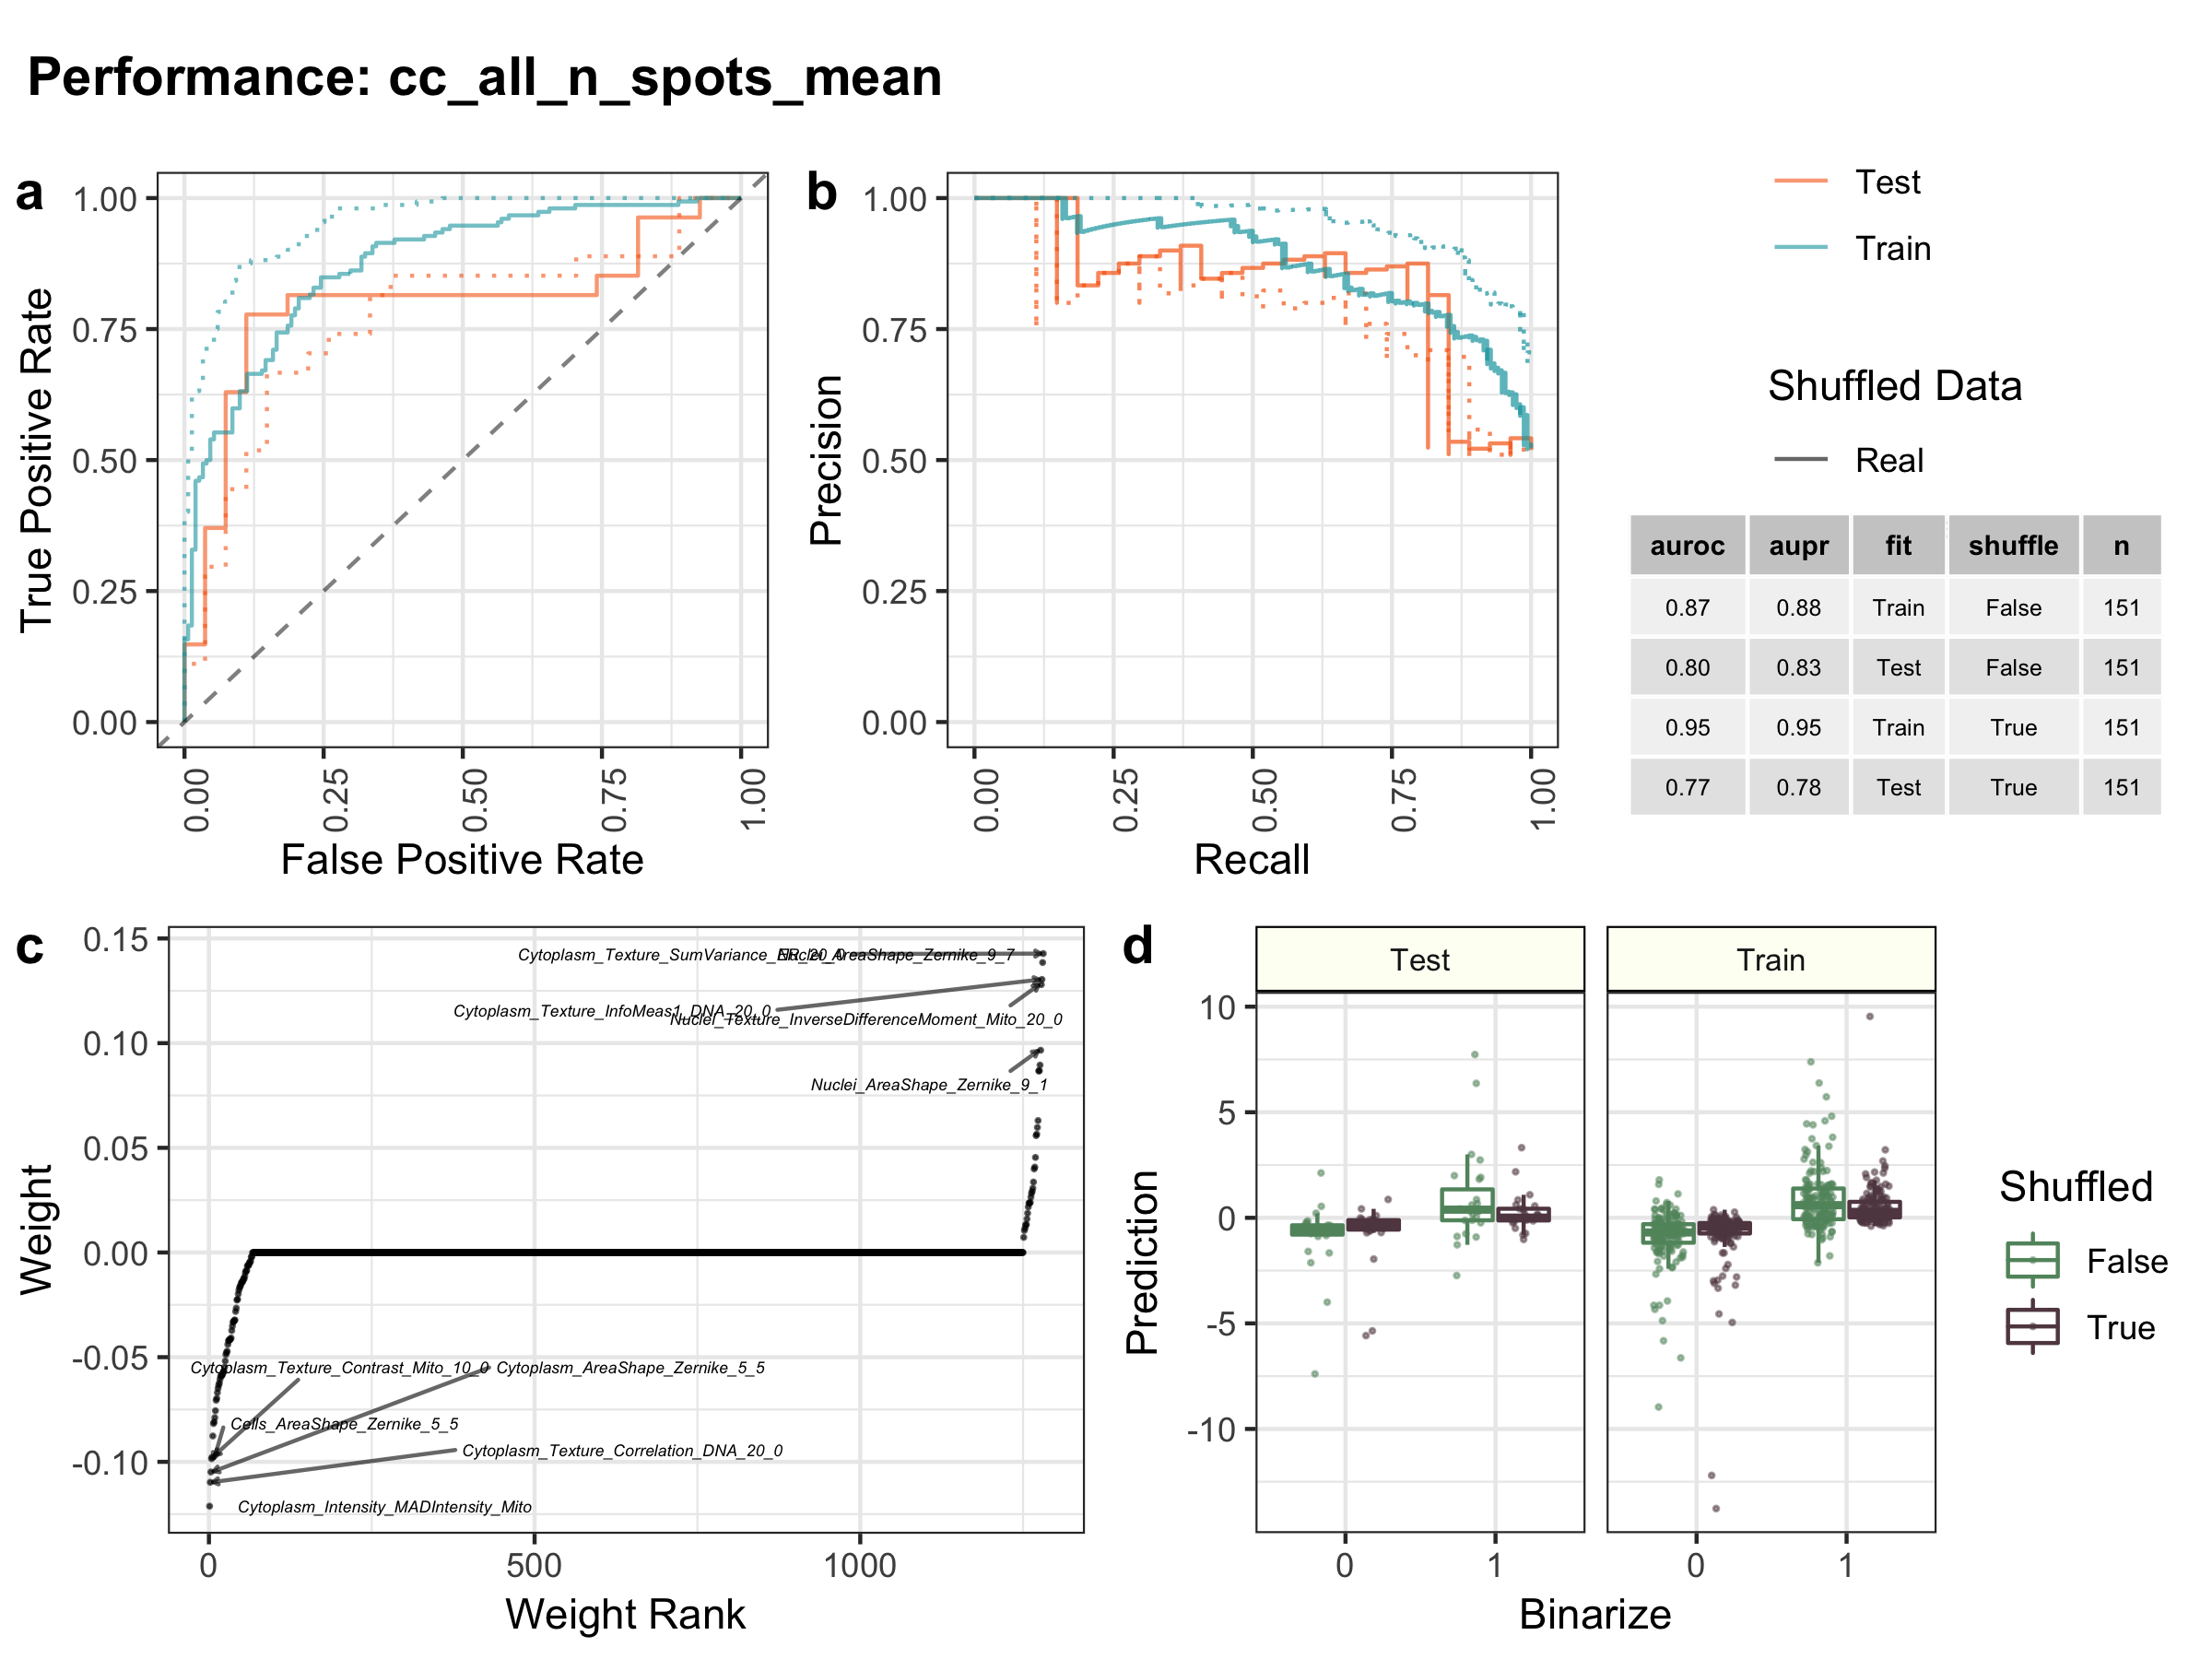 Performance: cc_all_n_spots_mean
a
1.00
0.75
0.50
0.25
0.00
True Positive Rate
0.00
0.25
0.50
0.75
1.00
False Positive Rate
b
1.00
0.75
0.50
0.25
0.00
Precision
0.00
0.25
0.50
0.75
1.00
Recall
Test
Train
Shuffled Data
Real
auroc aupr fit shuffle n
0.87 0.88 Train False 151
0.80 0.83 Test False 151
0.95 0.95 Train True 151
0.77 0.78 Test True 151
c
0.15
0.10
0.05
0.00
-0.05
-0.10
Weight
Cytoplasm_Texture_SumVariance_ER_20_0
Nuclei_AreaShape_Zernike_9_7
Cytoplasm_Texture_InfoMeas1_DNA_20_0
Nuclei_Texture_InverseDifferenceMoment_Mito_20_0
Nuclei_AreaShape_Zernike_9_1
Cytoplasm_Texture_Contrast_Mito_10_0
Cytoplasm_AreaShape_Zernike_5_5
Cells_AreaShape_Zernike_5_5
Cytoplasm_Texture_Correlation_DNA_20_0
Cytoplasm_Intensity_MADIntensity_Mito
0
500
1000
Weight Rank
d
Test
Train
10
5
0
-5
-10
Prediction
0
1
0
1
Binarize
Shuffled
False
True